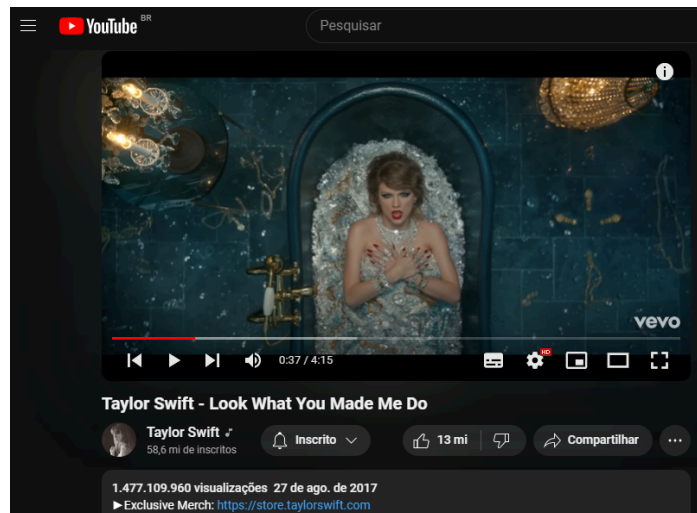 YouTube BR
Pesquisar
vevo
0:37 / 4:15
HD
Taylor Swift - Look What You Made Me Do
Taylor Swift
58,6 mi de inscritos
Inscrito
13 mi
Compartilhar
1.477.109.960 visualizações 27 de ago. de 2017
►Exclusive Merch: https://store.taylorswift.com